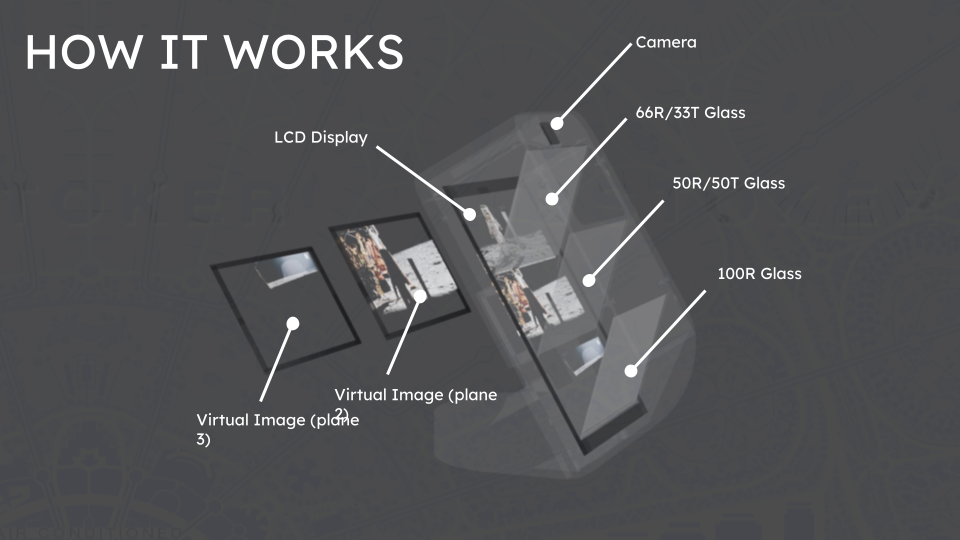 HOW IT WORKS
Camera
66R/33T Glass
LCD Display
50R/50T Glass
100R Glass
Virtual Image (plane
2)
Virtual Image (plane
3)